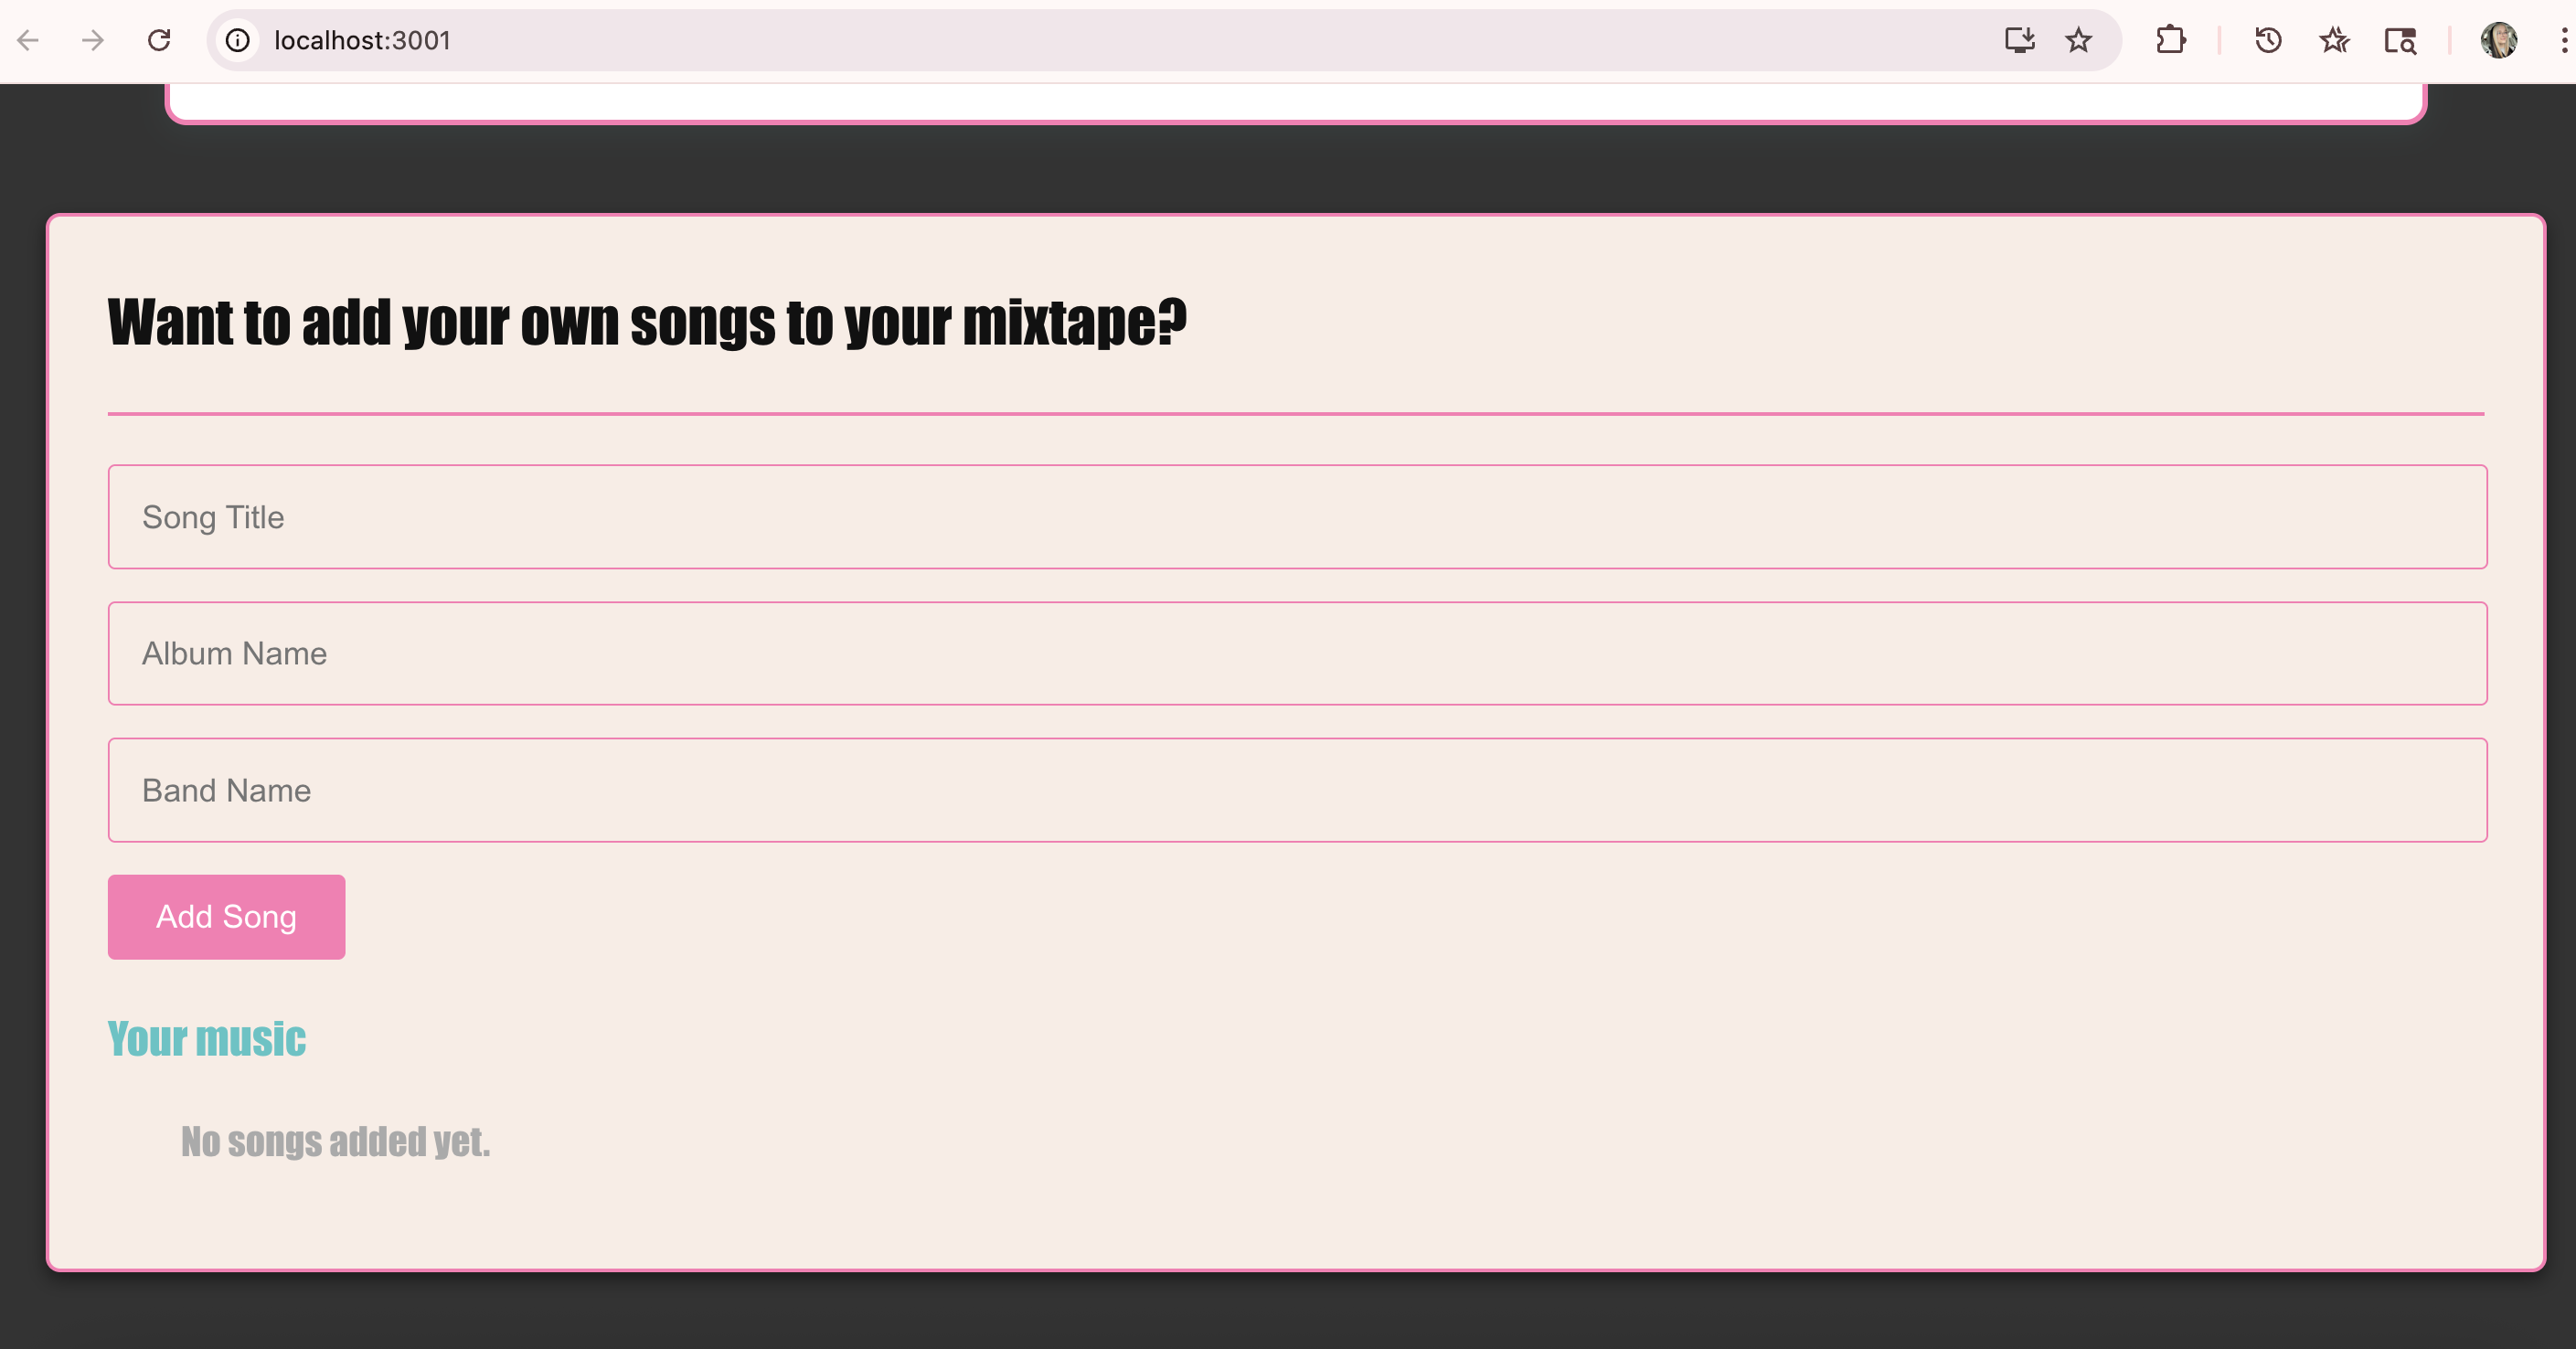 localhost:3001
Want to add your own songs to your mixtape?
Song Title
Album Name
Band Name
Add Song
Your music
No songs added yet.